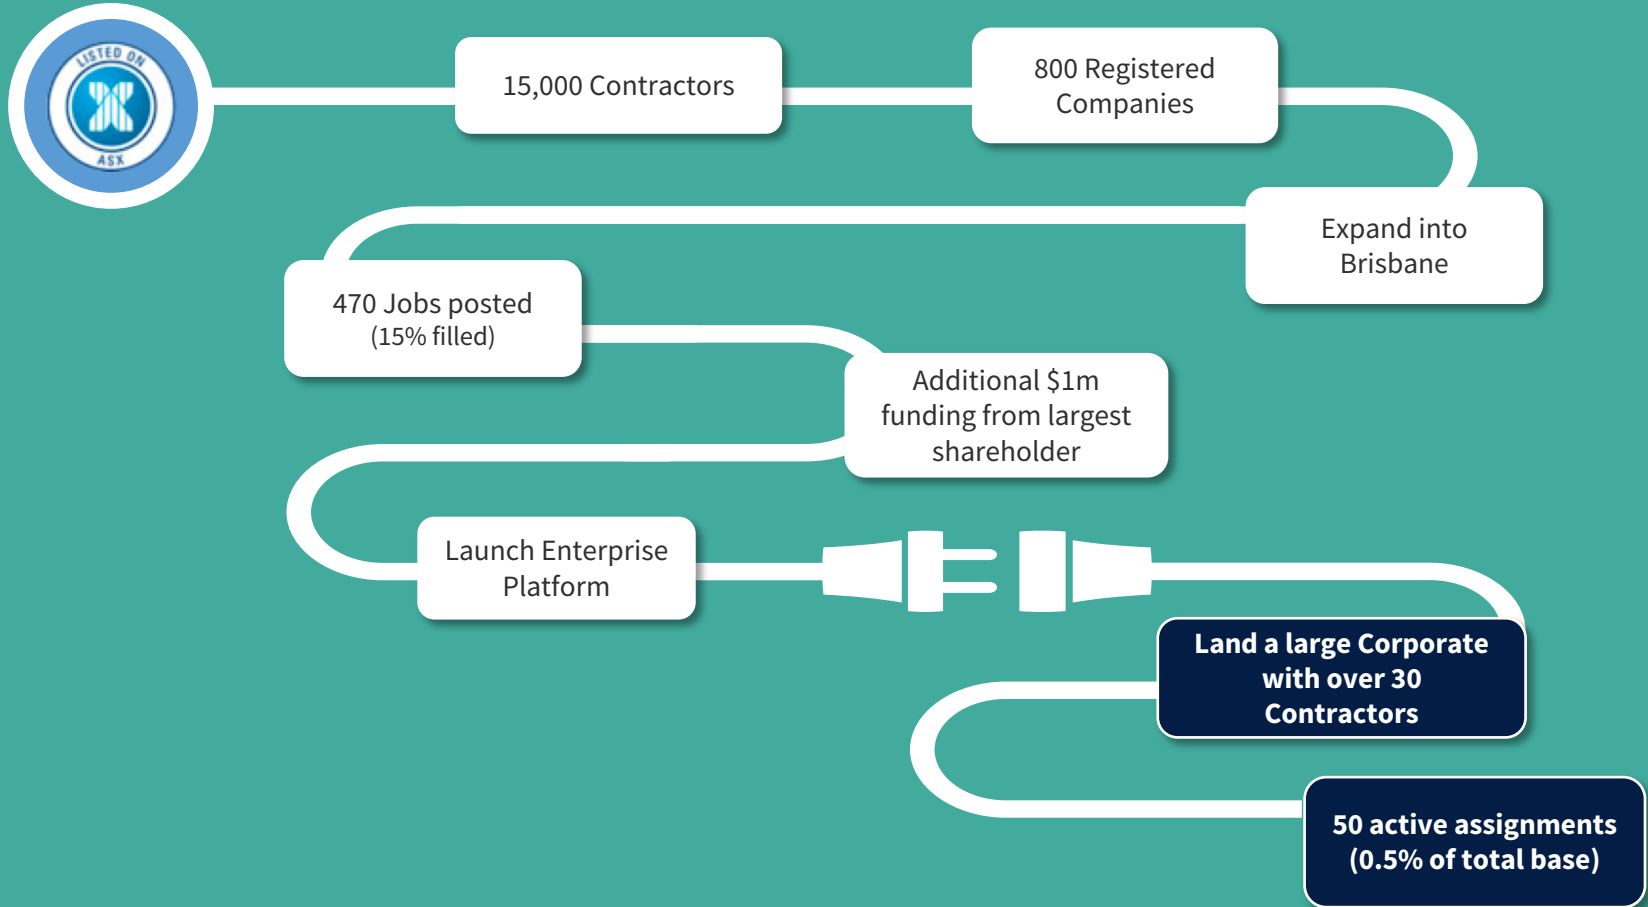 LISTED ON
ASX
15,000 Contractors
800 Registered
Companies
Expand into
Brisbane
470 Jobs posted
(15% filled)
Additional $1m
funding from largest
shareholder
Launch Enterprise
Platform
Land a large Corporate
with over 30
Contractors
50 active assignments
(0.5% of total base)